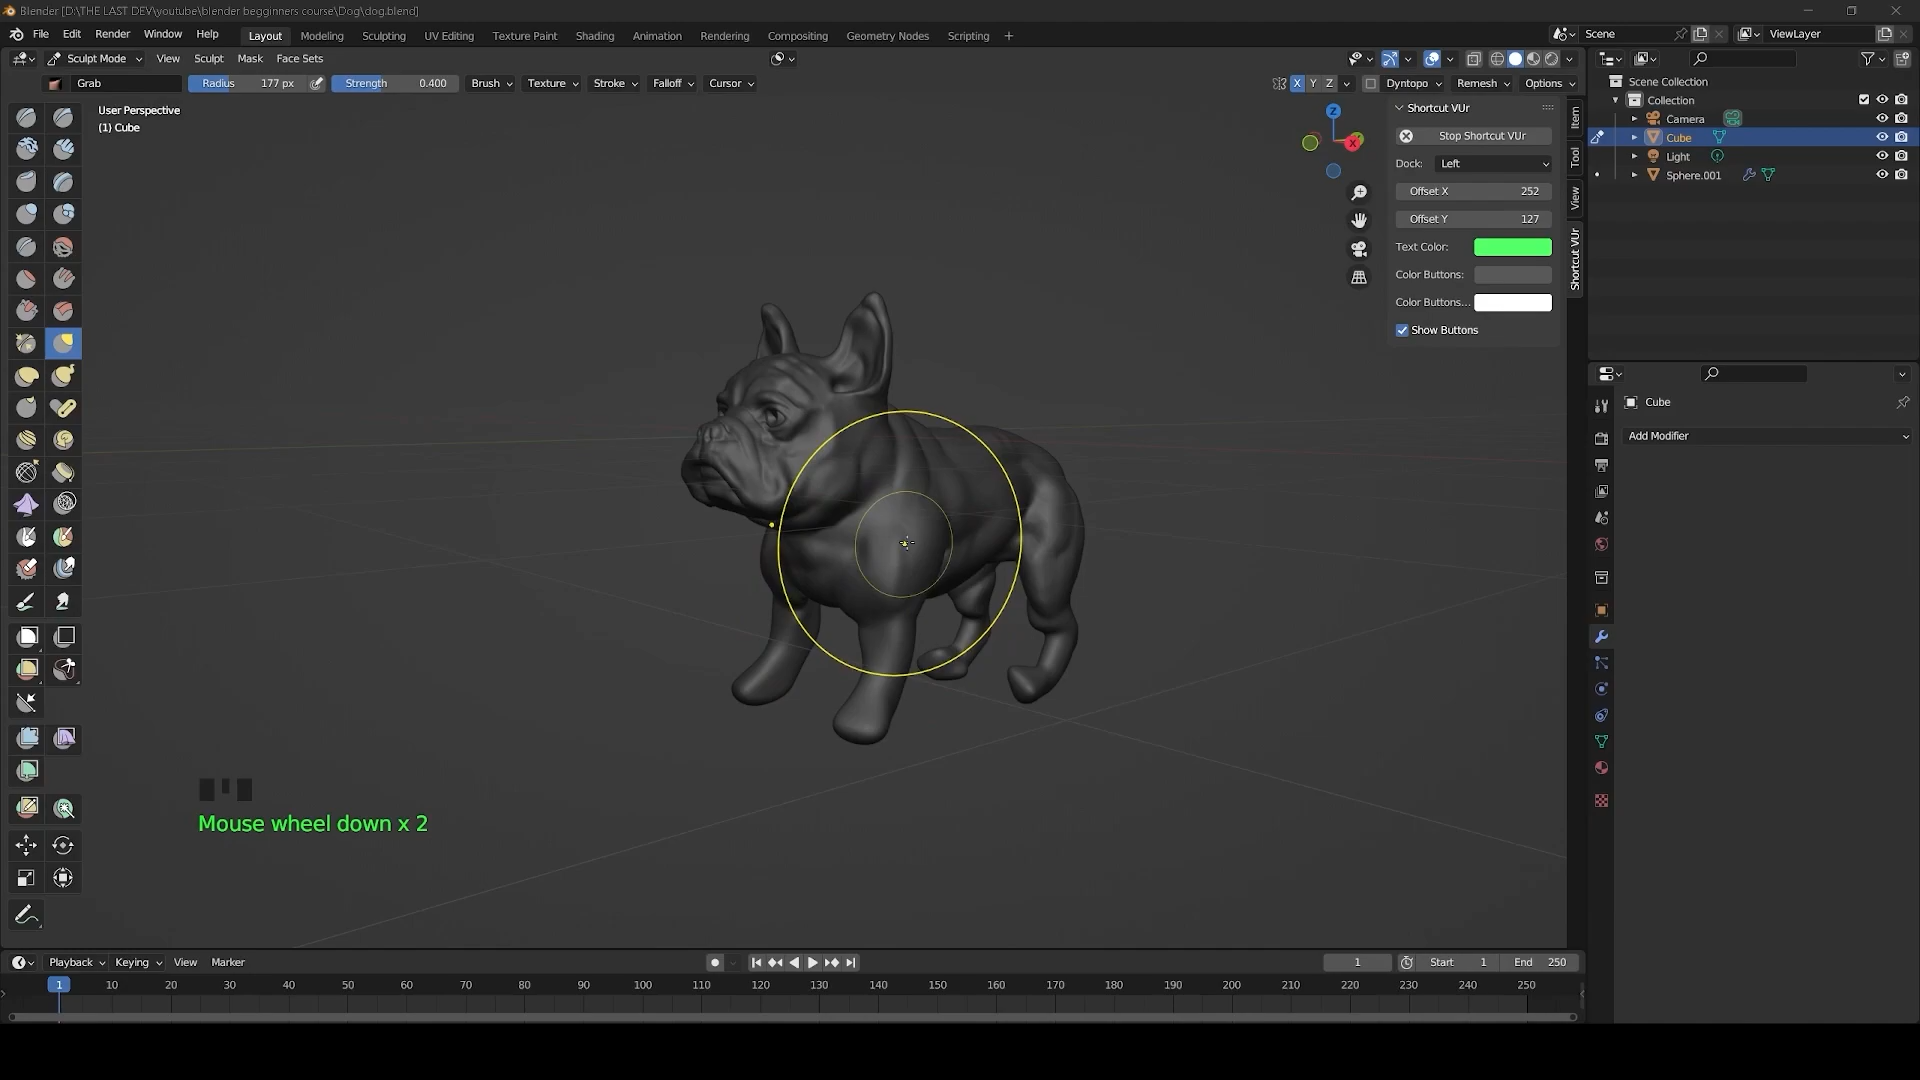 Blender [D:\THE LAST DEV\youtube\blender begginners course\Dog\dog.blend]
File Edit Render Window Help Layout Modeling Sculpting UV Editing Texture Paint Shading Animation Rendering Compositing Geometry Nodes Scripting + Scene ViewLayer
Sculpt Mode View Sculpt Mask Face Sets
Grab Radius 177 px Strength 0.400 Brush Texture Stroke Falloff Cursor X Y Z Dyntopo Remesh Options
User Perspective
(1) Cube
Z
X
Shortcut VUr
Stop Shortcut VUr
Dock: Left
Offset X 252
Offset Y 127
Text Color:
Color Buttons:
Color Buttons...
Show Buttons
Item
Tool
View
Shortcut VUr
Scene Collection
Collection
Camera
Cube
Light
Sphere.001
Cube
Add Modifier
Mouse wheel down x 2
Playback Keying View Marker 1 Start 1 End 250
1 10 20 30 40 50 60 70 80 90 100 110 120 130 140 150 160 170 180 190 200 210 220 230 240 250